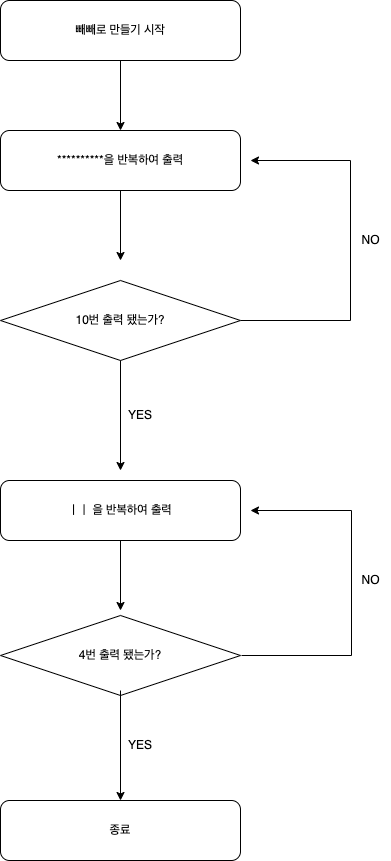 빼빼로 만들기 시작
**********을 반복하여 출력
NO
10번 출력 됐는가?
YES
ㅣㅣ 을 반복하여 출력
NO
4번 출력 됐는가?
YES
종료